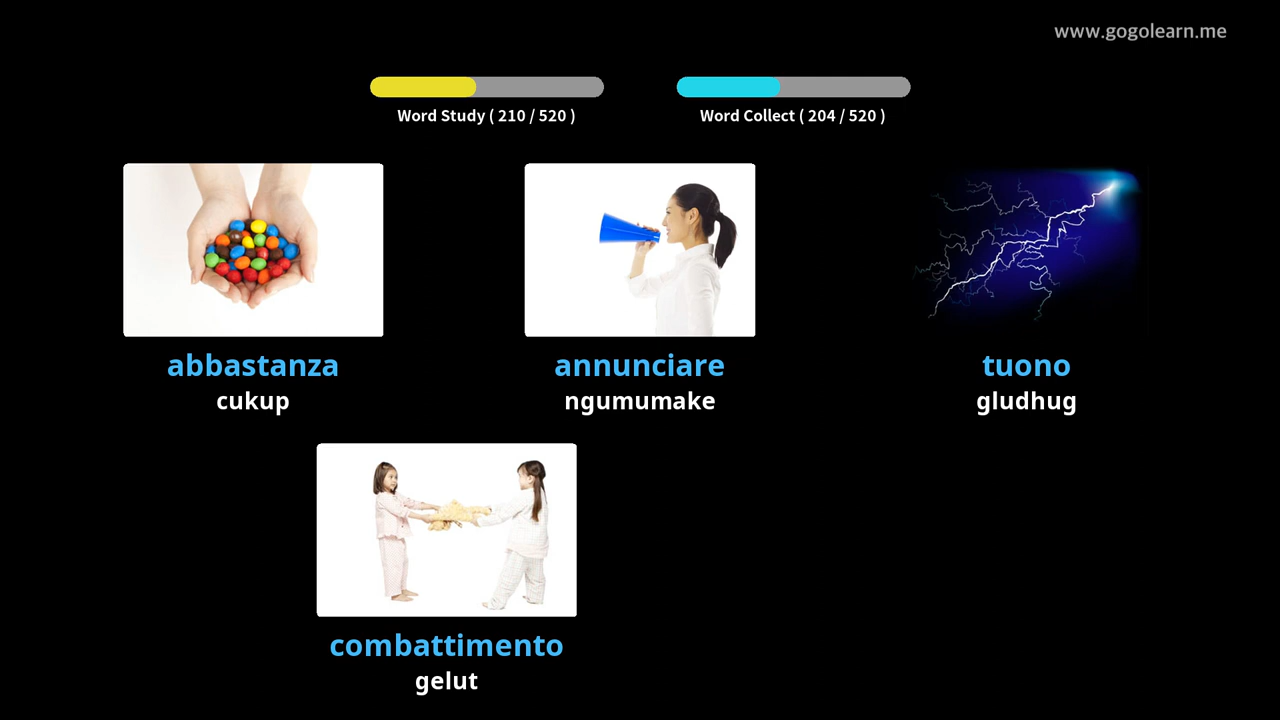 www.gogolearn.me
Word Study ( 210 / 520 )
Word Collect ( 204 / 520 )
abbastanza
cukup
annunciare
ngumumake
tuono
gludhug
combattimento
gelut